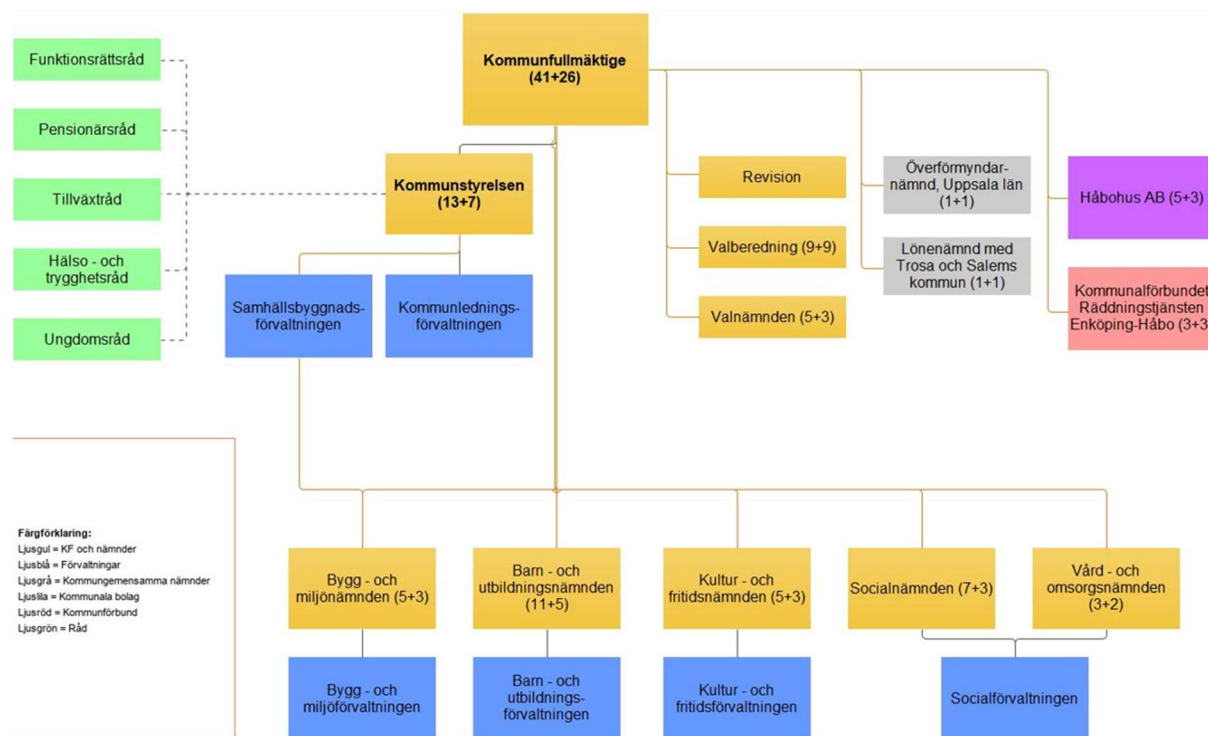 Kommunfullmäktige
(41+26)
Funktionsrättsråd
Pensionärsråd
Tillväxtråd
Hälso - och
trygghetsråd
Ungdomsråd
Kommunstyrelsen
(13+7)
Samhällsbyggnads-
förvaltningen
Kommunlednings-
förvaltningen
Revision
Valberedning (9+9)
Valnämnden (5+3)
Överförmyndar-
nämnd, Uppsala län
(1+1)
Lönenämnd med
Trosa och Salems
kommun (1+1)
Håbohus AB (5+3)
Kommunalförbundet
Räddningstjänsten
Enköping-Håbo (3+3
Färgförklaring:
Ljusgul = KF och nämnder
Ljusblå = Förvaltningar
Ljusgrå = Kommungemensamma nämnder
Ljuslila = Kommunala bolag
Ljusröd = Kommunförbund
Ljusgrön = Råd
Bygg - och
miljönämnden (5+3)
Barn - och
utbildningsnämnden
(11+5)
Kultur - och
fritidsnämnden (5+3)
Socialnämnden (7+3)
Vård - och
omsorgsnämnden
(3+2)
Bygg - och
miljöförvaltningen
Barn - och
utbildnings-
förvaltningen
Kultur - och
fritidsförvaltningen
Socialförvaltningen